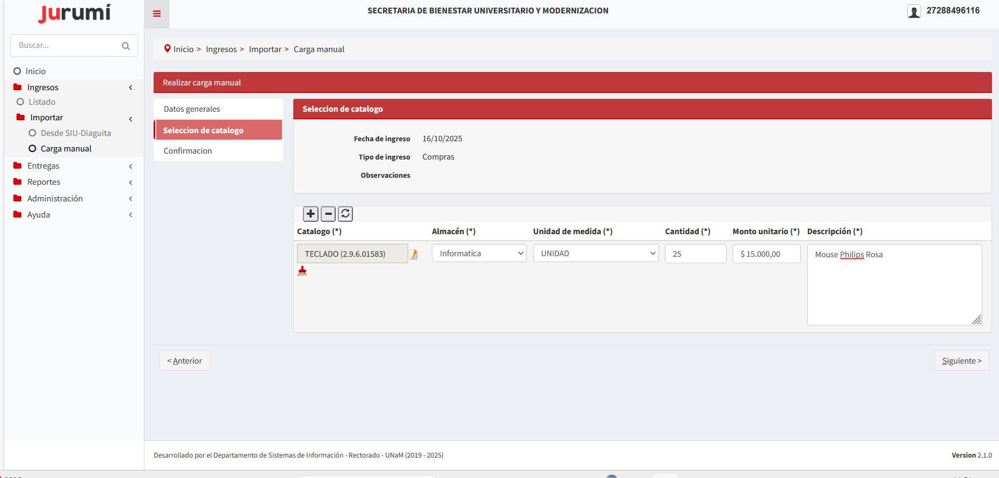 Jurumí
SECRETARIA DE BIENESTAR UNIVERSITARIO Y MODERNIZACION
27288496116
Buscar...
Inicio
Ingresos
Listado
Importar
Desde SIU-Diaguita
Carga manual
Entregas
Reportes
Administración
Ayuda
Inicio > Ingresos > Importar > Carga manual
Realizar carga manual
Datos generales
Seleccion de catalogo
Confirmacion
Seleccion de catalogo
Fecha de ingreso 16/10/2025
Tipo de ingreso Compras
Observaciones
Catalogo (*) Almacén (*) Unidad de medida (*) Cantidad (*) Monto unitario (*) Descripción (*)
TECLADO (2.9.6.01583) Informatica UNIDAD 25 $ 15.000,00 Mouse Philips Rosa
< Anterior
Siguiente >
Desarrollado por el Departamento de Sistemas de Información - Rectorado - UNaM (2019 - 2025)
Version 2.1.0